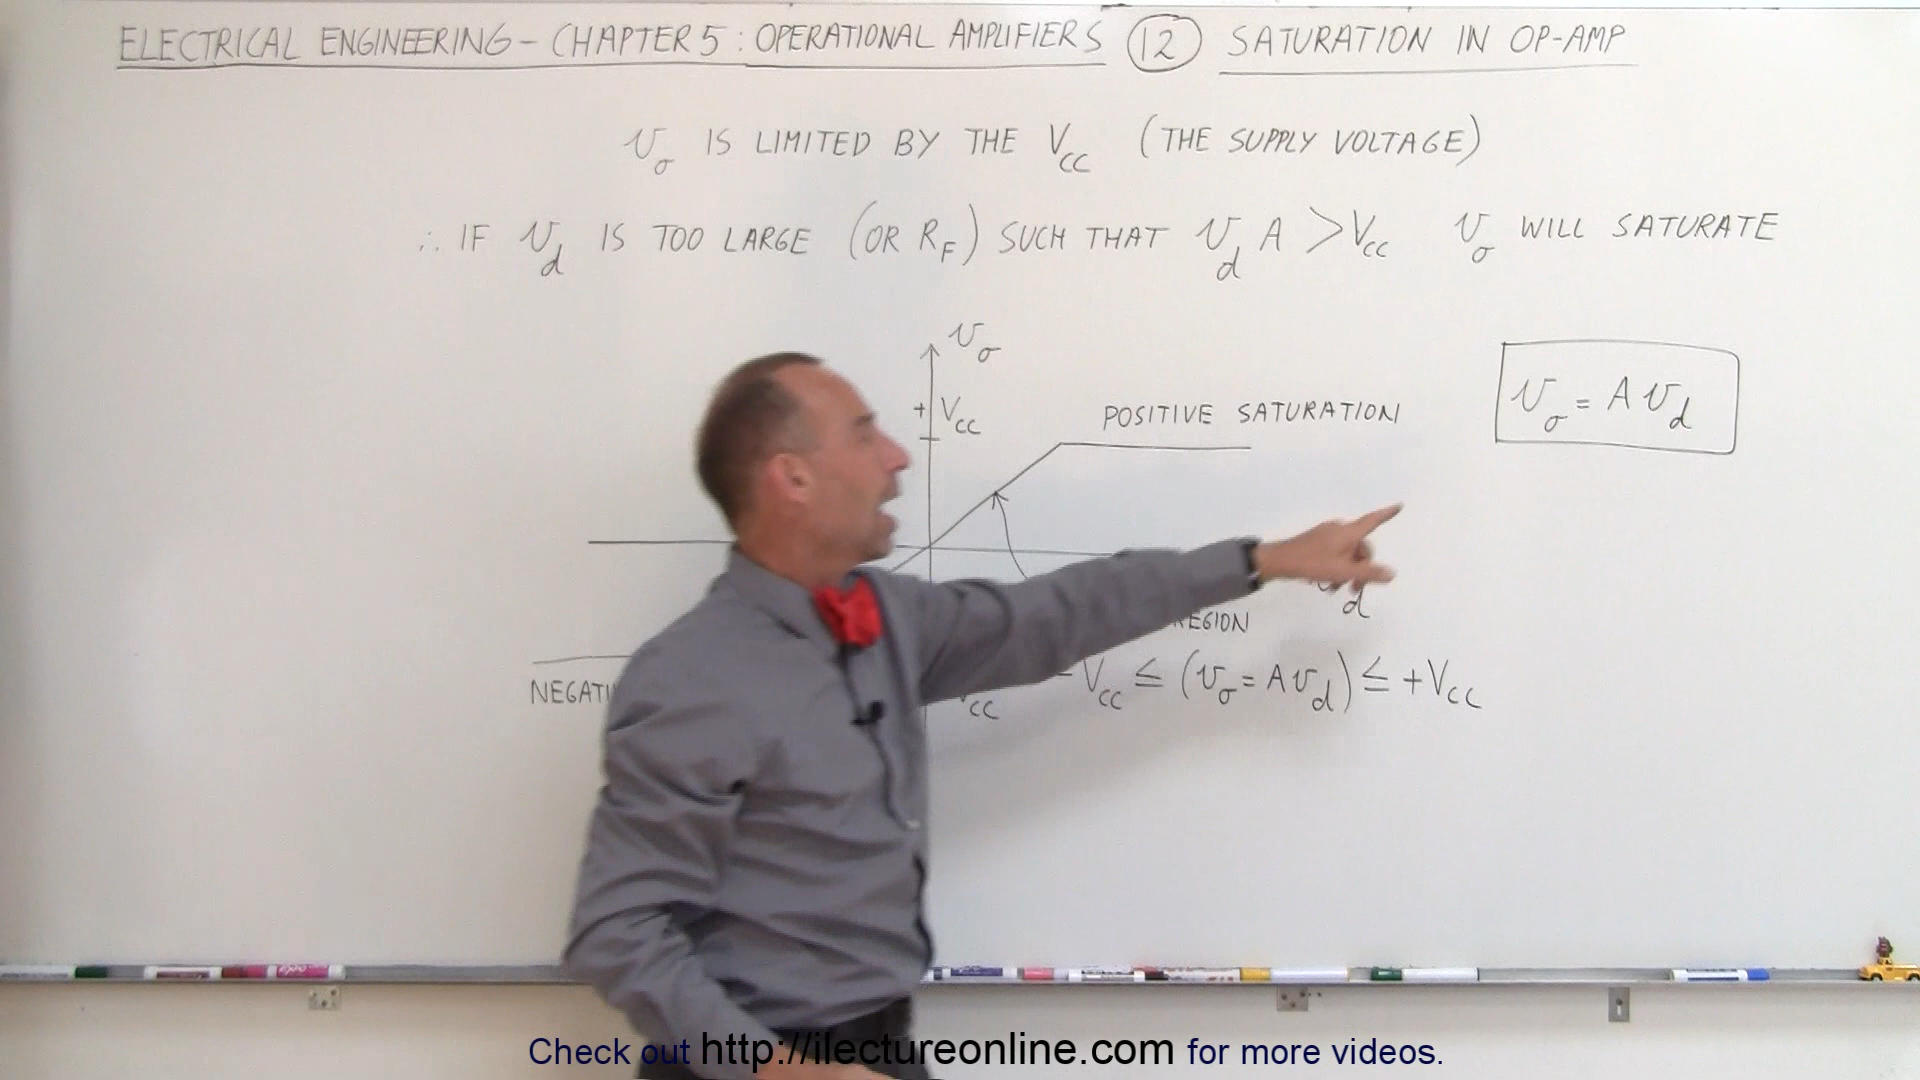 ELECTRICAL ENGINEERING – CHAPTER 5 : OPERATIONAL AMPLIFIERS (12) SATURATION IN OP-AMP
v_o IS LIMITED BY THE V_CC (THE SUPPLY VOLTAGE)
∴ IF v_d IS TOO LARGE (OR R_F) SUCH THAT v_d A > V_CC v_o WILL SATURATE
v_o
+ V_CC
POSITIVE SATURATION
v_o = A v_d
v_d
REGION
- V_CC ≤ (v_o = A v_d) ≤ + V_CC
V_CC
Check out http://ilectureonline.com for more videos.